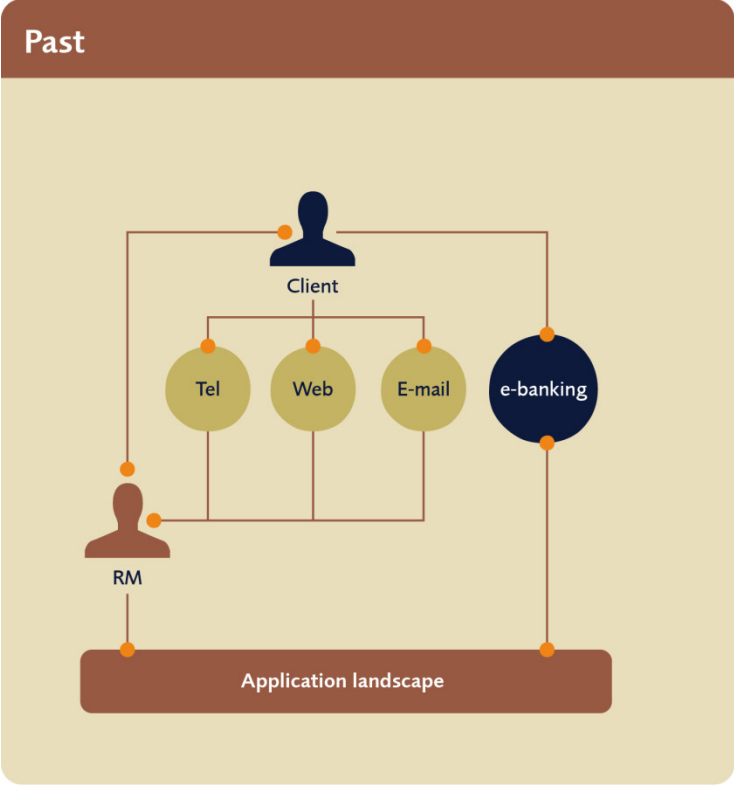 Past
Client
Tel
Web
E-mail
e-banking
RM
Application landscape